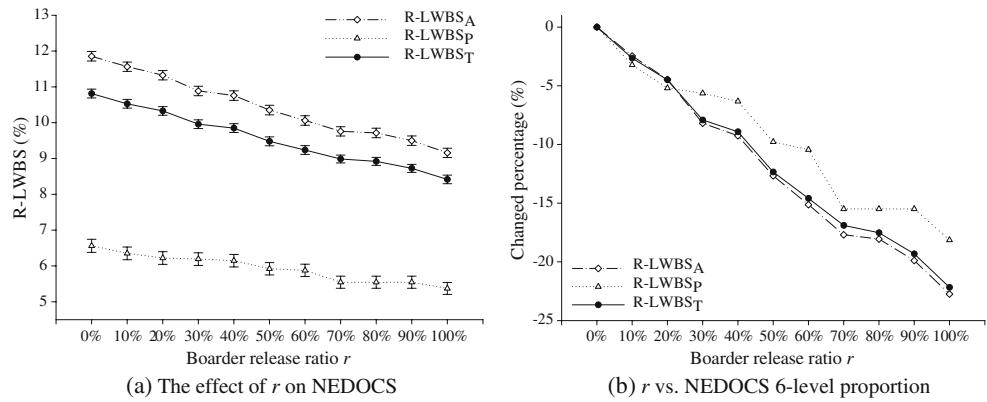 R-LWBS (%)
13
12
11
10
9
8
7
6
5
R-LWBSA
R-LWBSP
R-LWBST
0% 10% 20% 30% 40% 50% 60% 70% 80% 90% 100%
Boarder release ratio r
(a) The effect of r on NEDOCS
Changed percentage (%)
0
-5
-10
-15
-20
-25
R-LWBSA
R-LWBSP
R-LWBST
0% 10% 20% 30% 40% 50% 60% 70% 80% 90% 100%
Boarder release ratio r
(b) r vs. NEDOCS 6-level proportion